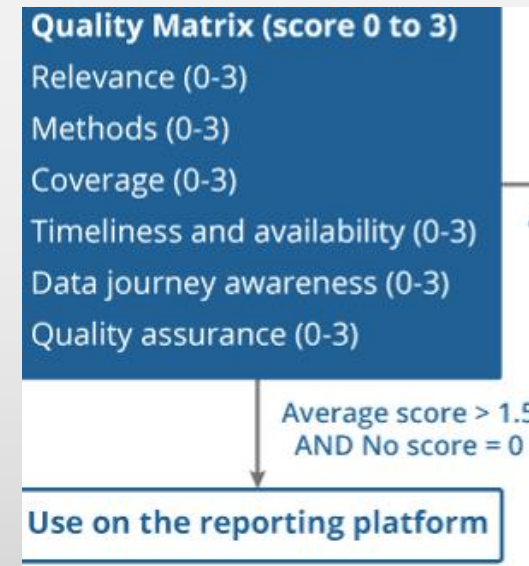 Quality Matrix (score 0 to 3)
Relevance (0-3)
Methods (0-3)
Coverage (0-3)
Timeliness and availability (0-3)
Data journey awareness (0-3)
Quality assurance (0-3)
Average score > 1.5
AND No score = 0
Use on the reporting platform